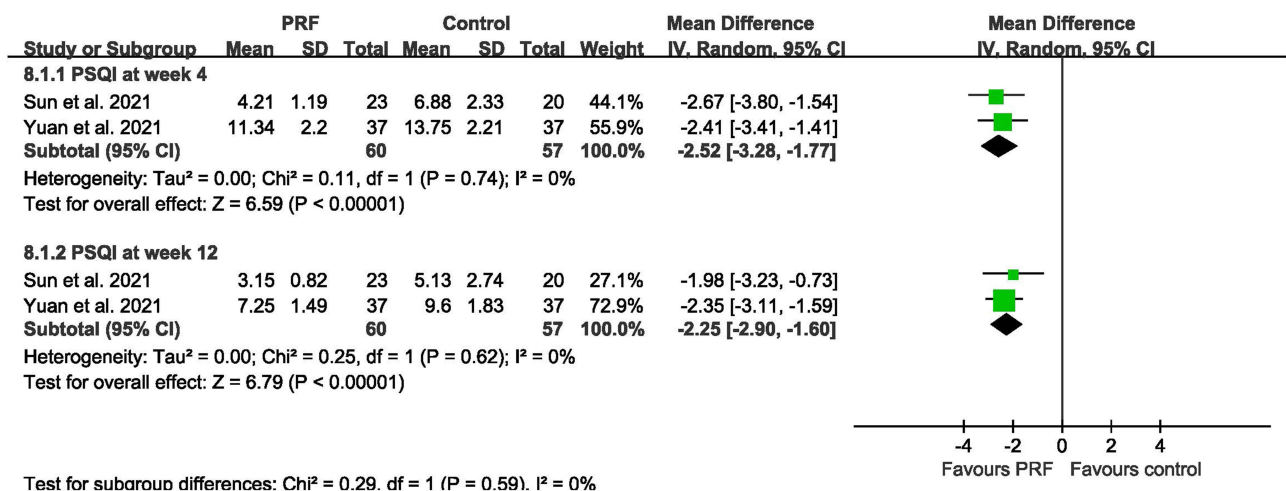 PRF Control Mean Difference Mean Difference
Study or Subgroup Mean SD Total Mean SD Total Weight IV, Random, 95% CI IV, Random, 95% CI
8.1.1 PSQI at week 4
Sun et al. 2021 4.21 1.19 23 6.88 2.33 20 44.1% -2.67 [-3.80, -1.54]
Yuan et al. 2021 11.34 2.2 37 13.75 2.21 37 55.9% -2.41 [-3.41, -1.41]
Subtotal (95% CI) 60 57 100.0% -2.52 [-3.28, -1.77]
Heterogeneity: Tau² = 0.00; Chi² = 0.11, df = 1 (P = 0.74); I² = 0%
Test for overall effect: Z = 6.59 (P < 0.00001)
8.1.2 PSQI at week 12
Sun et al. 2021 3.15 0.82 23 5.13 2.74 20 27.1% -1.98 [-3.23, -0.73]
Yuan et al. 2021 7.25 1.49 37 9.6 1.83 37 72.9% -2.35 [-3.11, -1.59]
Subtotal (95% CI) 60 57 100.0% -2.25 [-2.90, -1.60]
Heterogeneity: Tau² = 0.00; Chi² = 0.25, df = 1 (P = 0.62); I² = 0%
Test for overall effect: Z = 6.79 (P < 0.00001)
-4 -2 0 2 4
Favours PRF Favours control
Test for subgroup differences: Chi² = 0.29, df = 1 (P = 0.59), I² = 0%